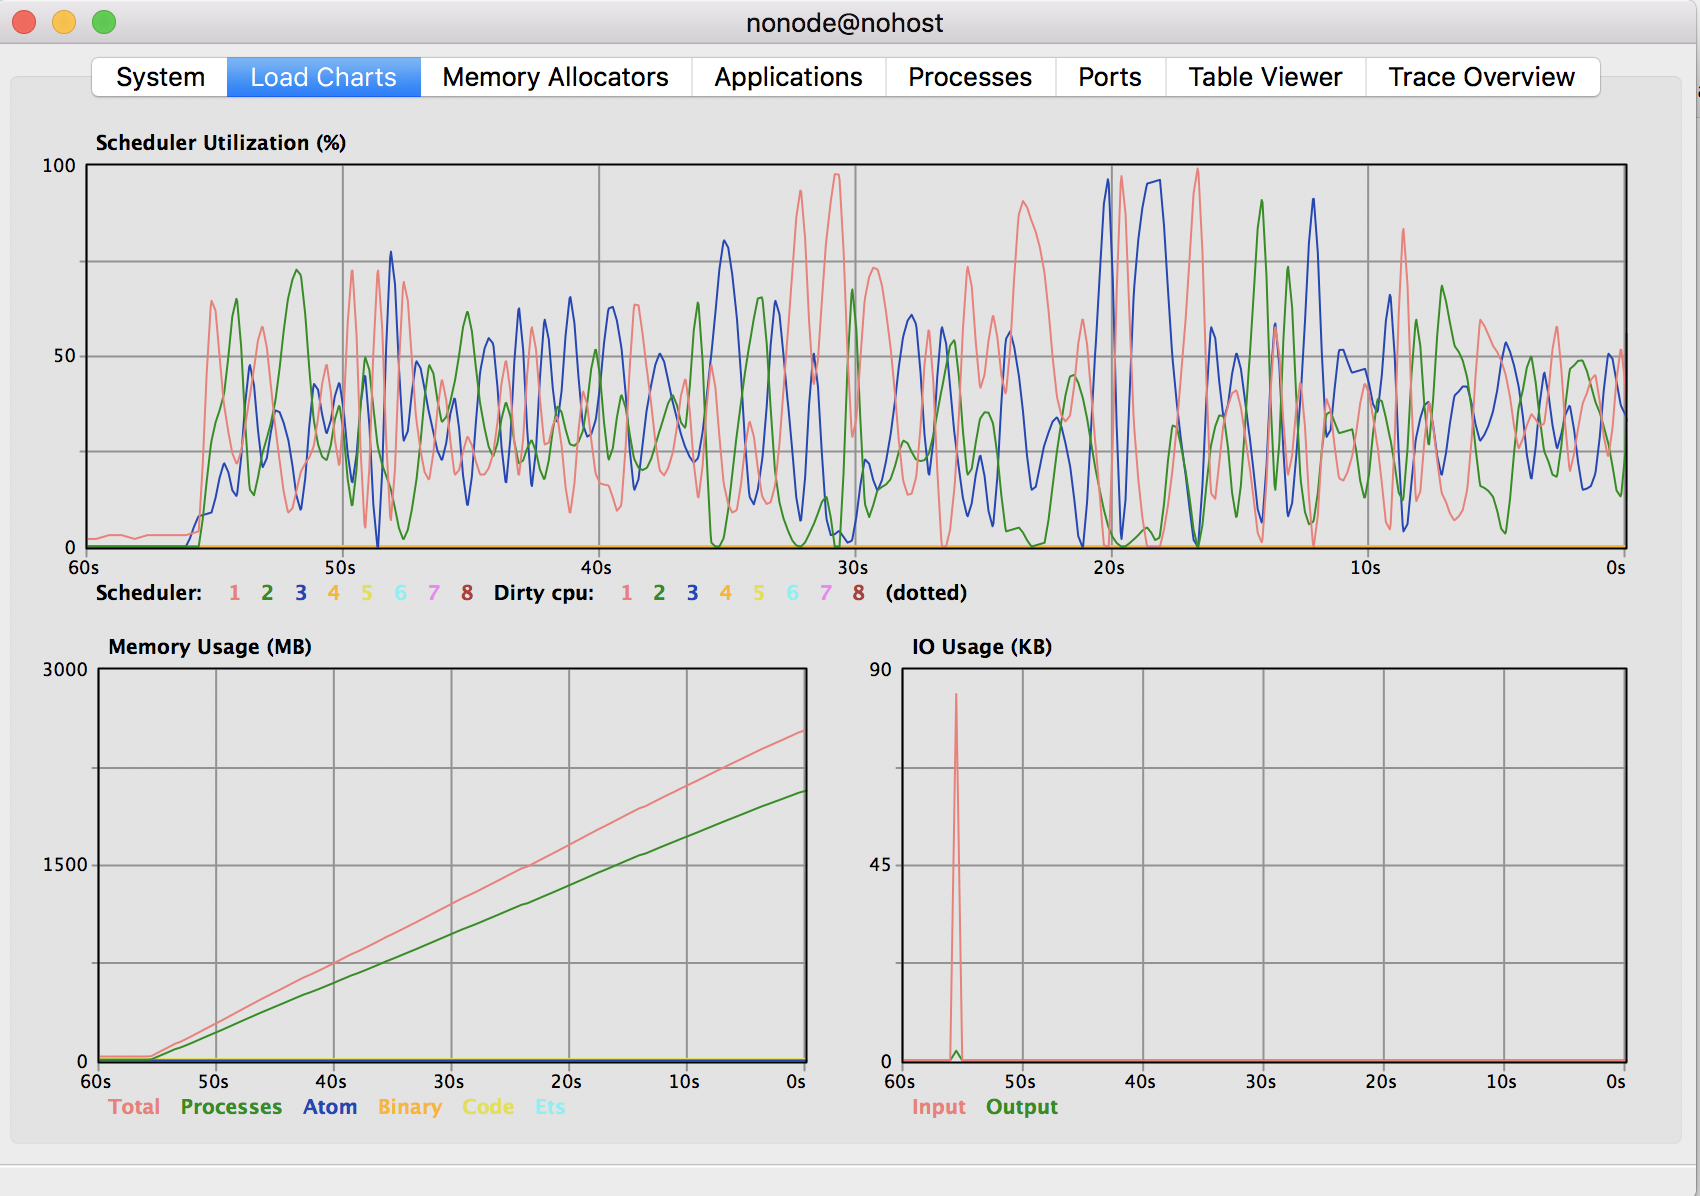 nonode@nohost
System Load Charts Memory Allocators Applications Processes Ports Table Viewer Trace Overview
Scheduler Utilization (%)
100
50
0
60s 50s 40s 30s 20s 10s 0s
Scheduler: 1 2 3 4 5 6 7 8 Dirty cpu: 1 2 3 4 5 6 7 8 (dotted)
Memory Usage (MB)
3000
1500
0
60s 50s 40s 30s 20s 10s 0s
Total Processes Atom Binary Code Ets
IO Usage (KB)
90
45
0
60s 50s 40s 30s 20s 10s 0s
Input Output